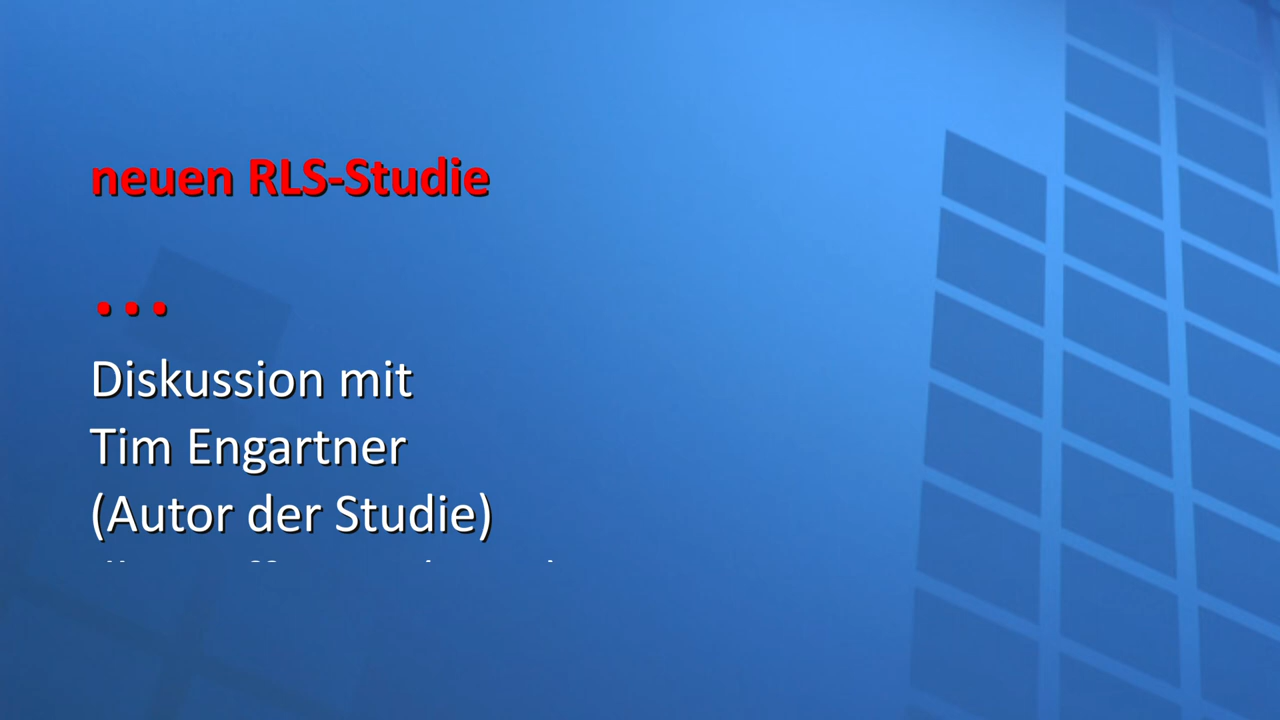 neuen RLS-Studie
...
Diskussion mit
Tim Engartner
(Autor der Studie)